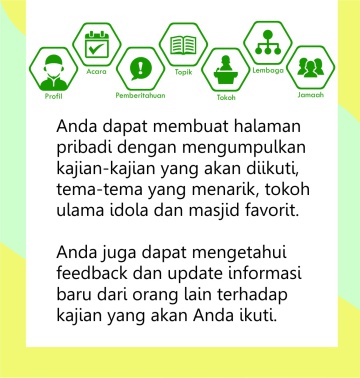 Profil
Acara
Pemberitahuan
Topik
Tokoh
Lembaga
Jamaah
Anda dapat membuat halaman
pribadi dengan mengumpulkan
kajian-kajian yang akan diikuti,
tema-tema yang menarik, tokoh
ulama idola dan masjid favorit.
Anda juga dapat mengetahui
feedback dan update informasi
baru dari orang lain terhadap
kajian yang akan Anda ikuti.